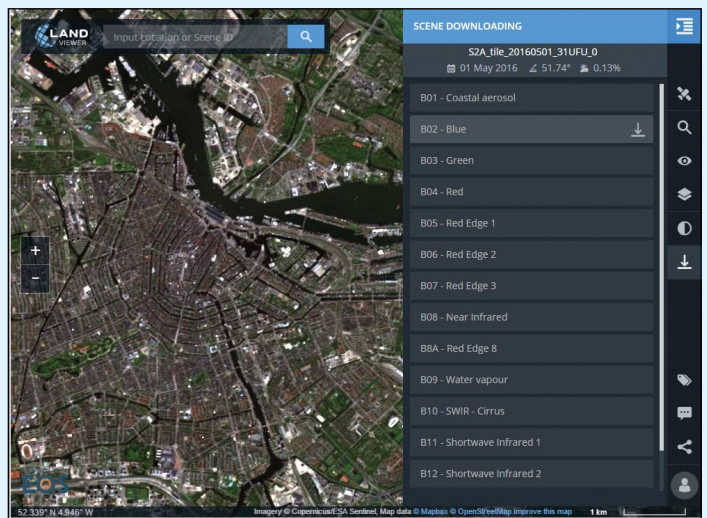 LAND
VIEWER
Input Location or Scene ID
SCENE DOWNLOADING
S2A_tile_20160501_31UFU_0
01 May 2016 51.74° 0.13%
B01 - Coastal aerosol
B02 - Blue
B03 - Green
B04 - Red
B05 - Red Edge 1
B06 - Red Edge 2
B07 - Red Edge 3
B08 - Near Infrared
B8A - Red Edge 8
B09 - Water vapour
B10 - SWIR - Cirrus
B11 - Shortwave Infrared 1
B12 - Shortwave Infrared 2
+
-
EOS
52.339° N 4.946° W Imagery © Copernicus/ESA Sentinel, Map data © Mapbox © OpenStreetMap Improve this map 1 km